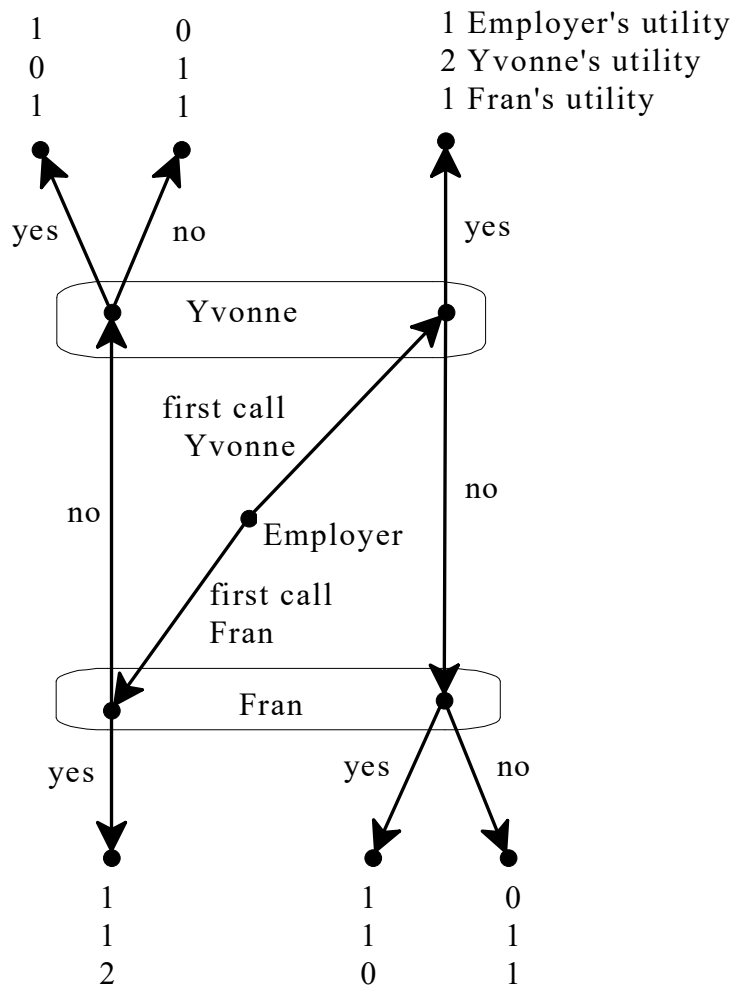 1 0 1 Employer's utility
0 1 2 Yvonne's utility
1 1 1 Fran's utility
yes no yes
Yvonne
first call
Yvonne
no no
Employer
first call
Fran
Fran
yes yes no
1 1 0
1 1 1
2 0 1